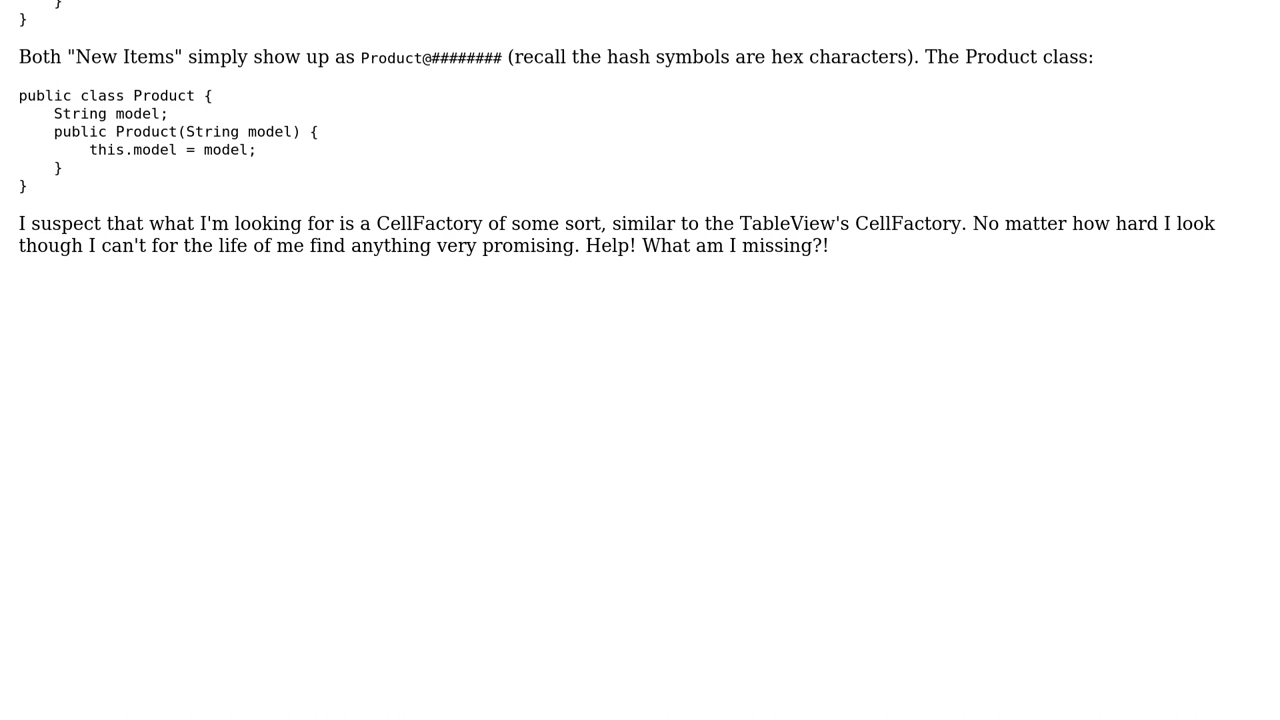 }
}
Both "New Items" simply show up as Product@######## (recall the hash symbols are hex characters). The Product class:
public class Product {
    String model;
    public Product(String model) {
        this.model = model;
    }
}
I suspect that what I'm looking for is a CellFactory of some sort, similar to the TableView's CellFactory. No matter how hard I look
though I can't for the life of me find anything very promising. Help! What am I missing?!